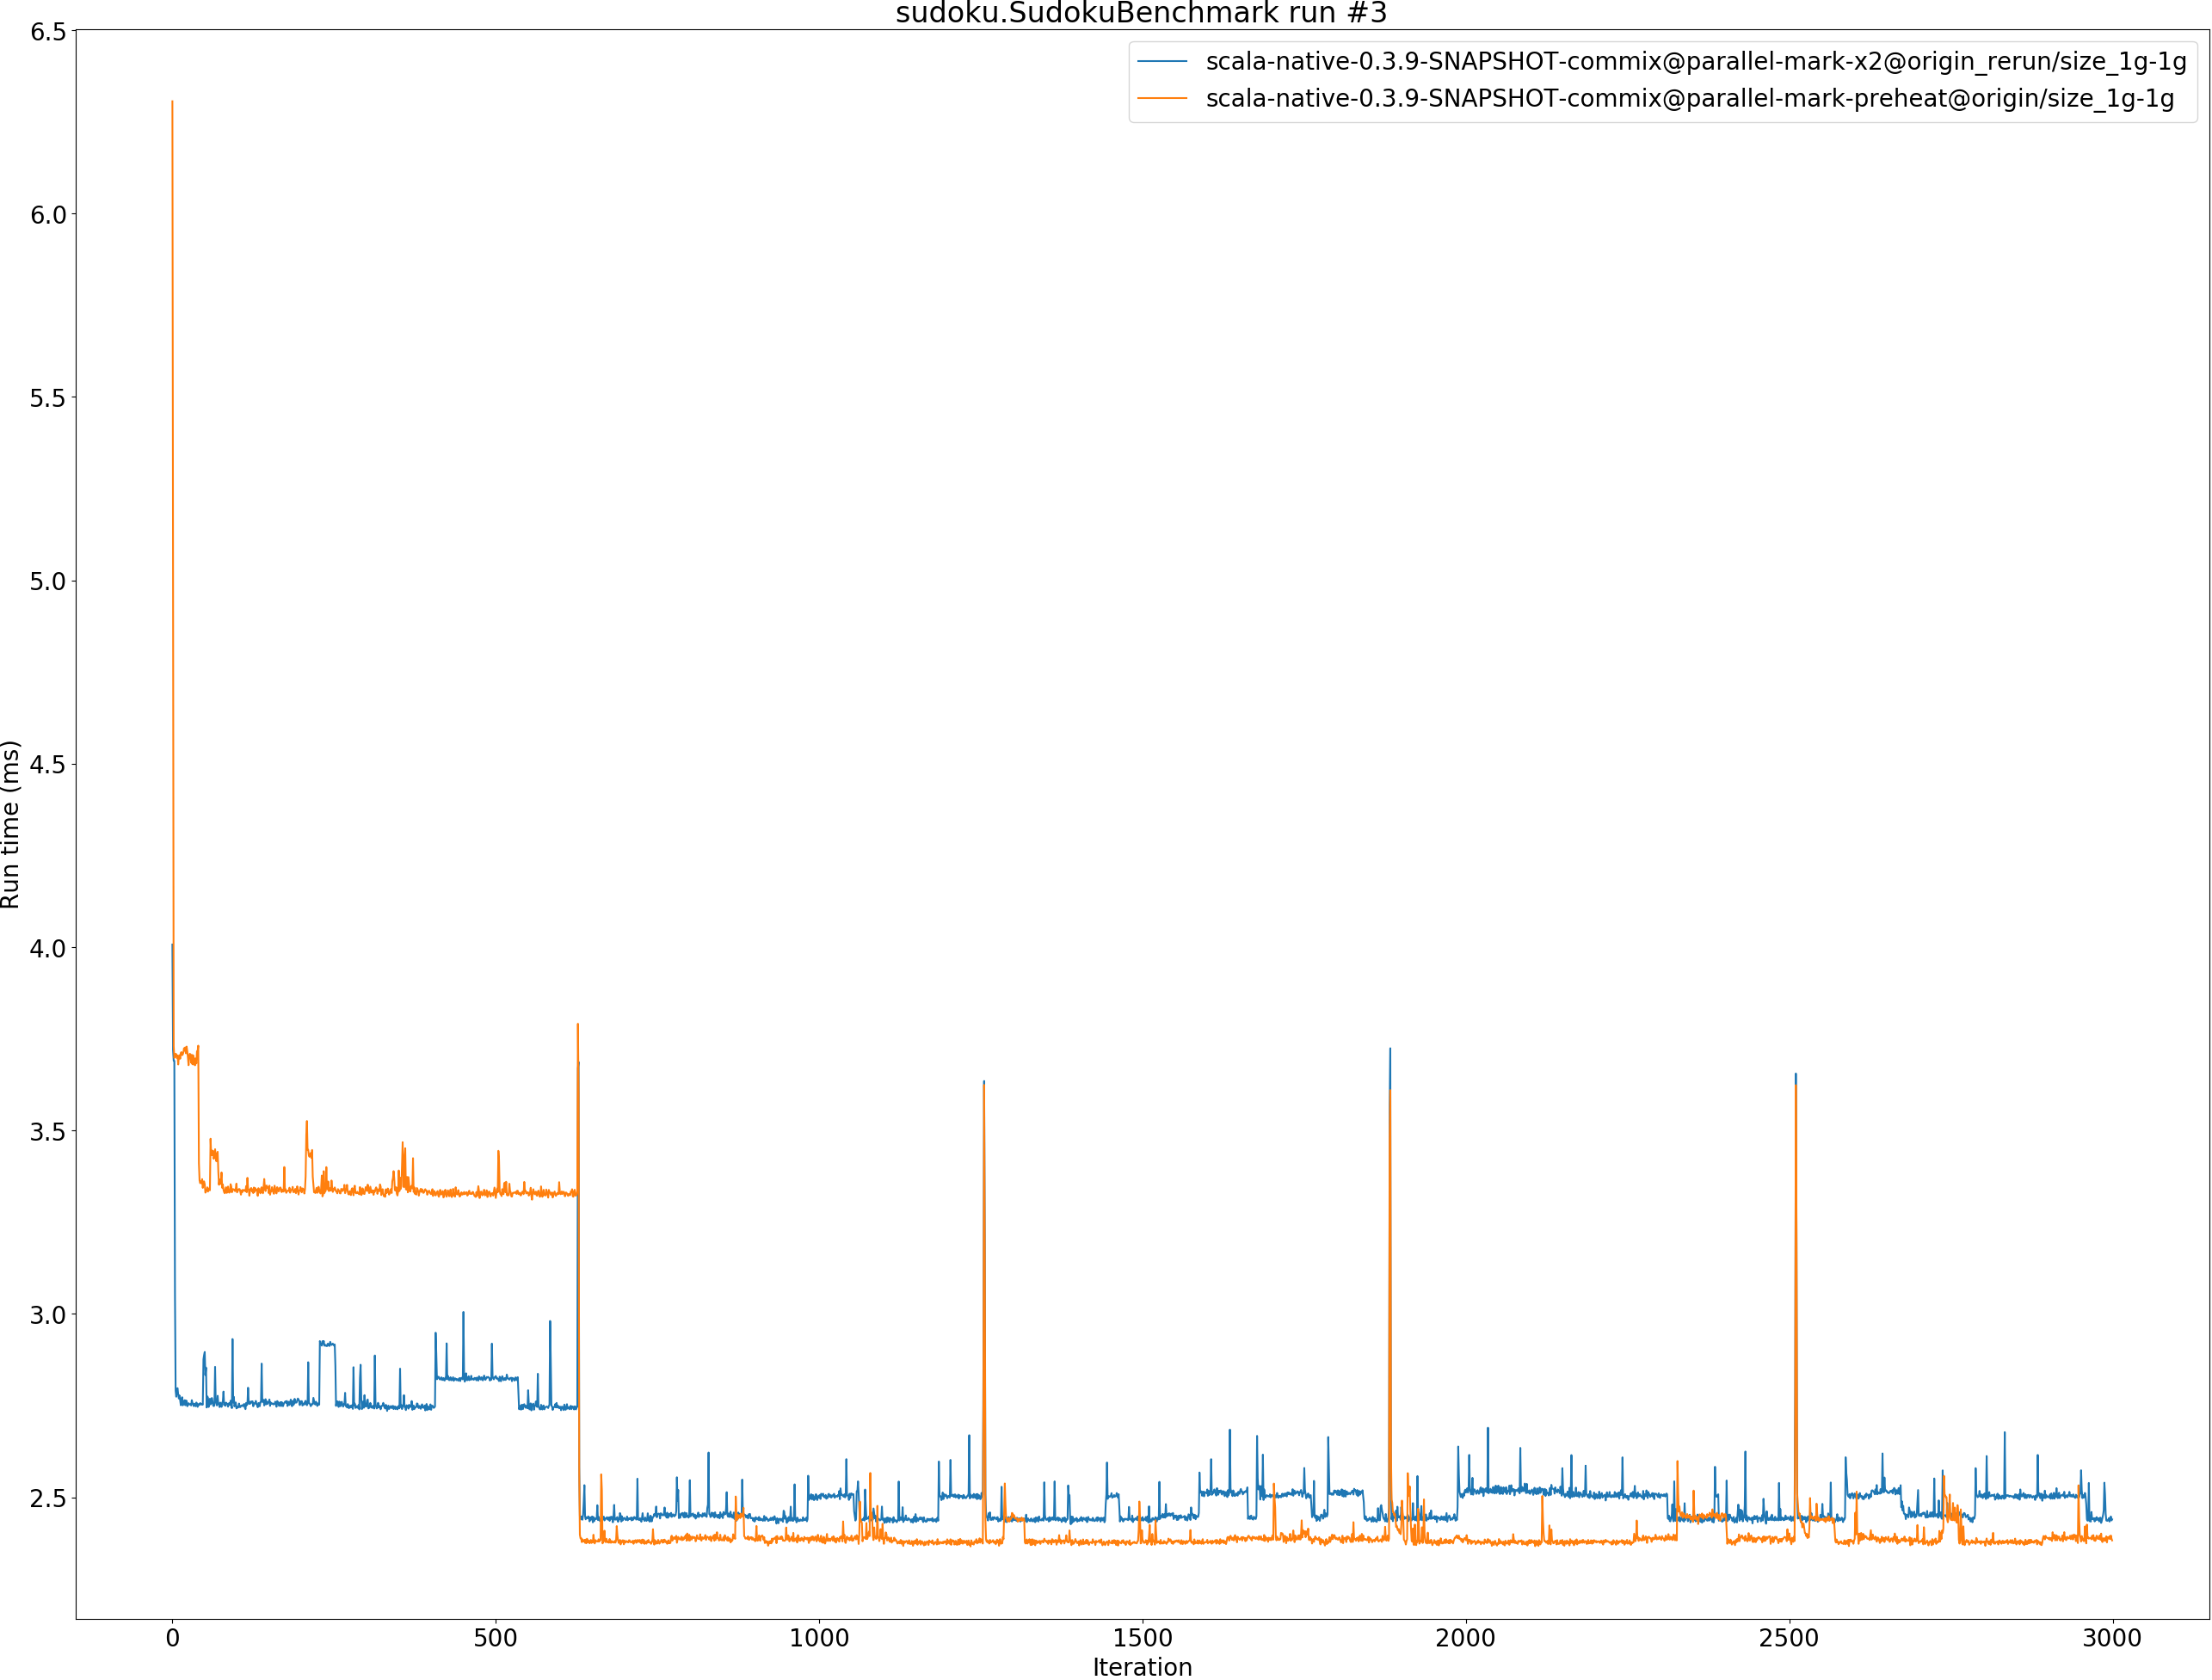 sudoku.SudokuBenchmark run #3
scala-native-0.3.9-SNAPSHOT-commix@parallel-mark-x2@origin_rerun/size_1g-1g
scala-native-0.3.9-SNAPSHOT-commix@parallel-mark-preheat@origin/size_1g-1g
6.5
6.0
5.5
5.0
4.5
4.0
3.5
3.0
2.5
Run time (ms)
0 500 1000 1500 2000 2500 3000
Iteration